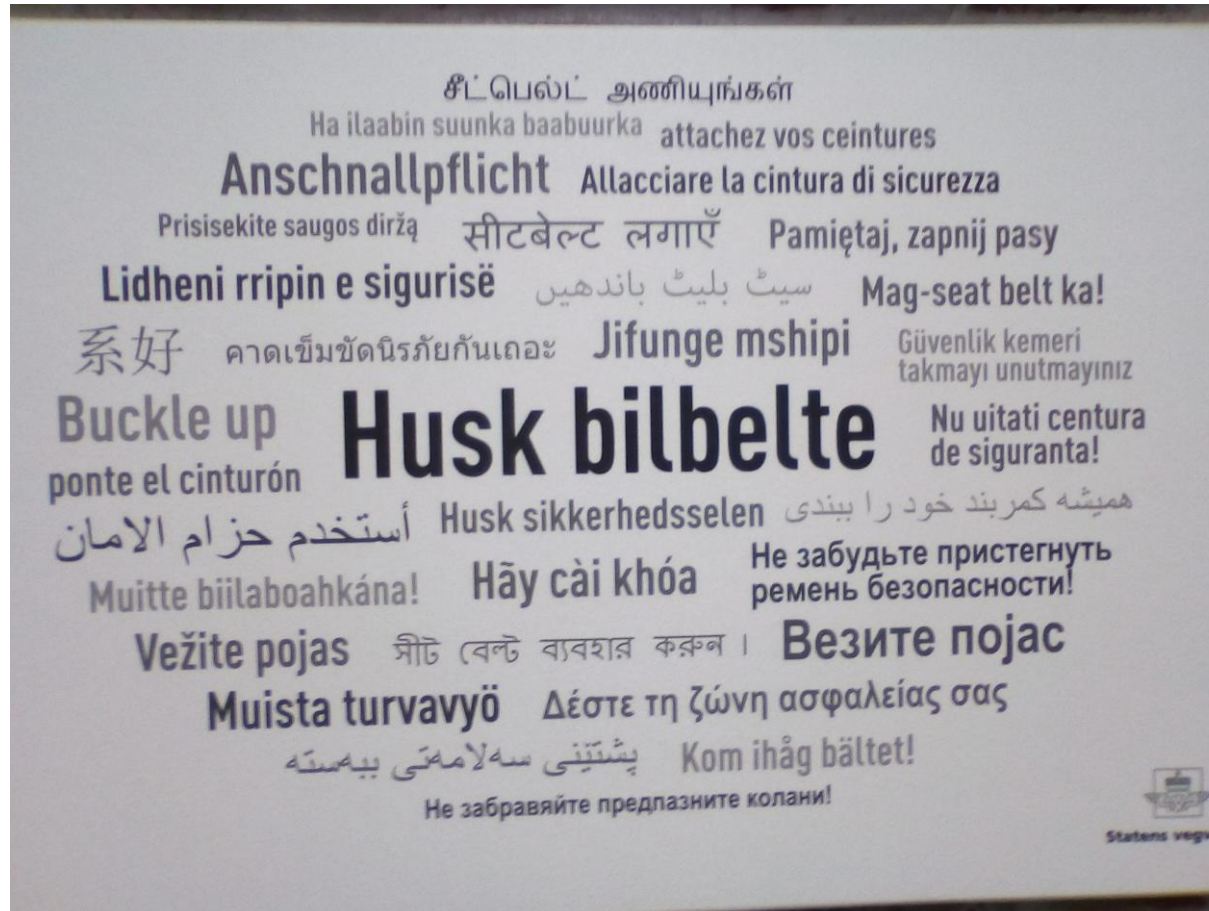 சீட்பெல்ட் அணியுங்கள்
Ha ilaabin suunka baabuurka
attachez vos ceintures
Anschnallpflicht
Allacciare la cintura di sicurezza
Prisisekite saugos diržą
सीटबेल्ट लगाएँ
Pamiętaj, zapnij pasy
Lidheni rripin e sigurisë
سیٹ بلیٹ باندھیں
Mag-seat belt ka!
系好
คาดเข็มขัดนิรภัยกันเถอะ
Jifunge mshipi
Güvenlik kemeri
takmayı unutmayınız
Buckle up
Husk bilbelte
Nu uitati centura
de siguranta!
ponte el cinturón
أستخدم حزام الامان
Husk sikkerhedsselen
همیشه کمربند خود را ببندی
Muitte biilaboahkána!
Hãy cài khóa
Не забудьте пристегнуть
ремень безопасности!
Vežite pojas
সীট বেল্ট ব্যবহার করুন ।
Везите појас
Muista turvavyö
Δέστε τη ζώνη ασφαλείας σας
پشتێنی سەلامەتی ببەستە
Kom ihåg bältet!
Не забравяйте предпазните колани!
Statens vegv